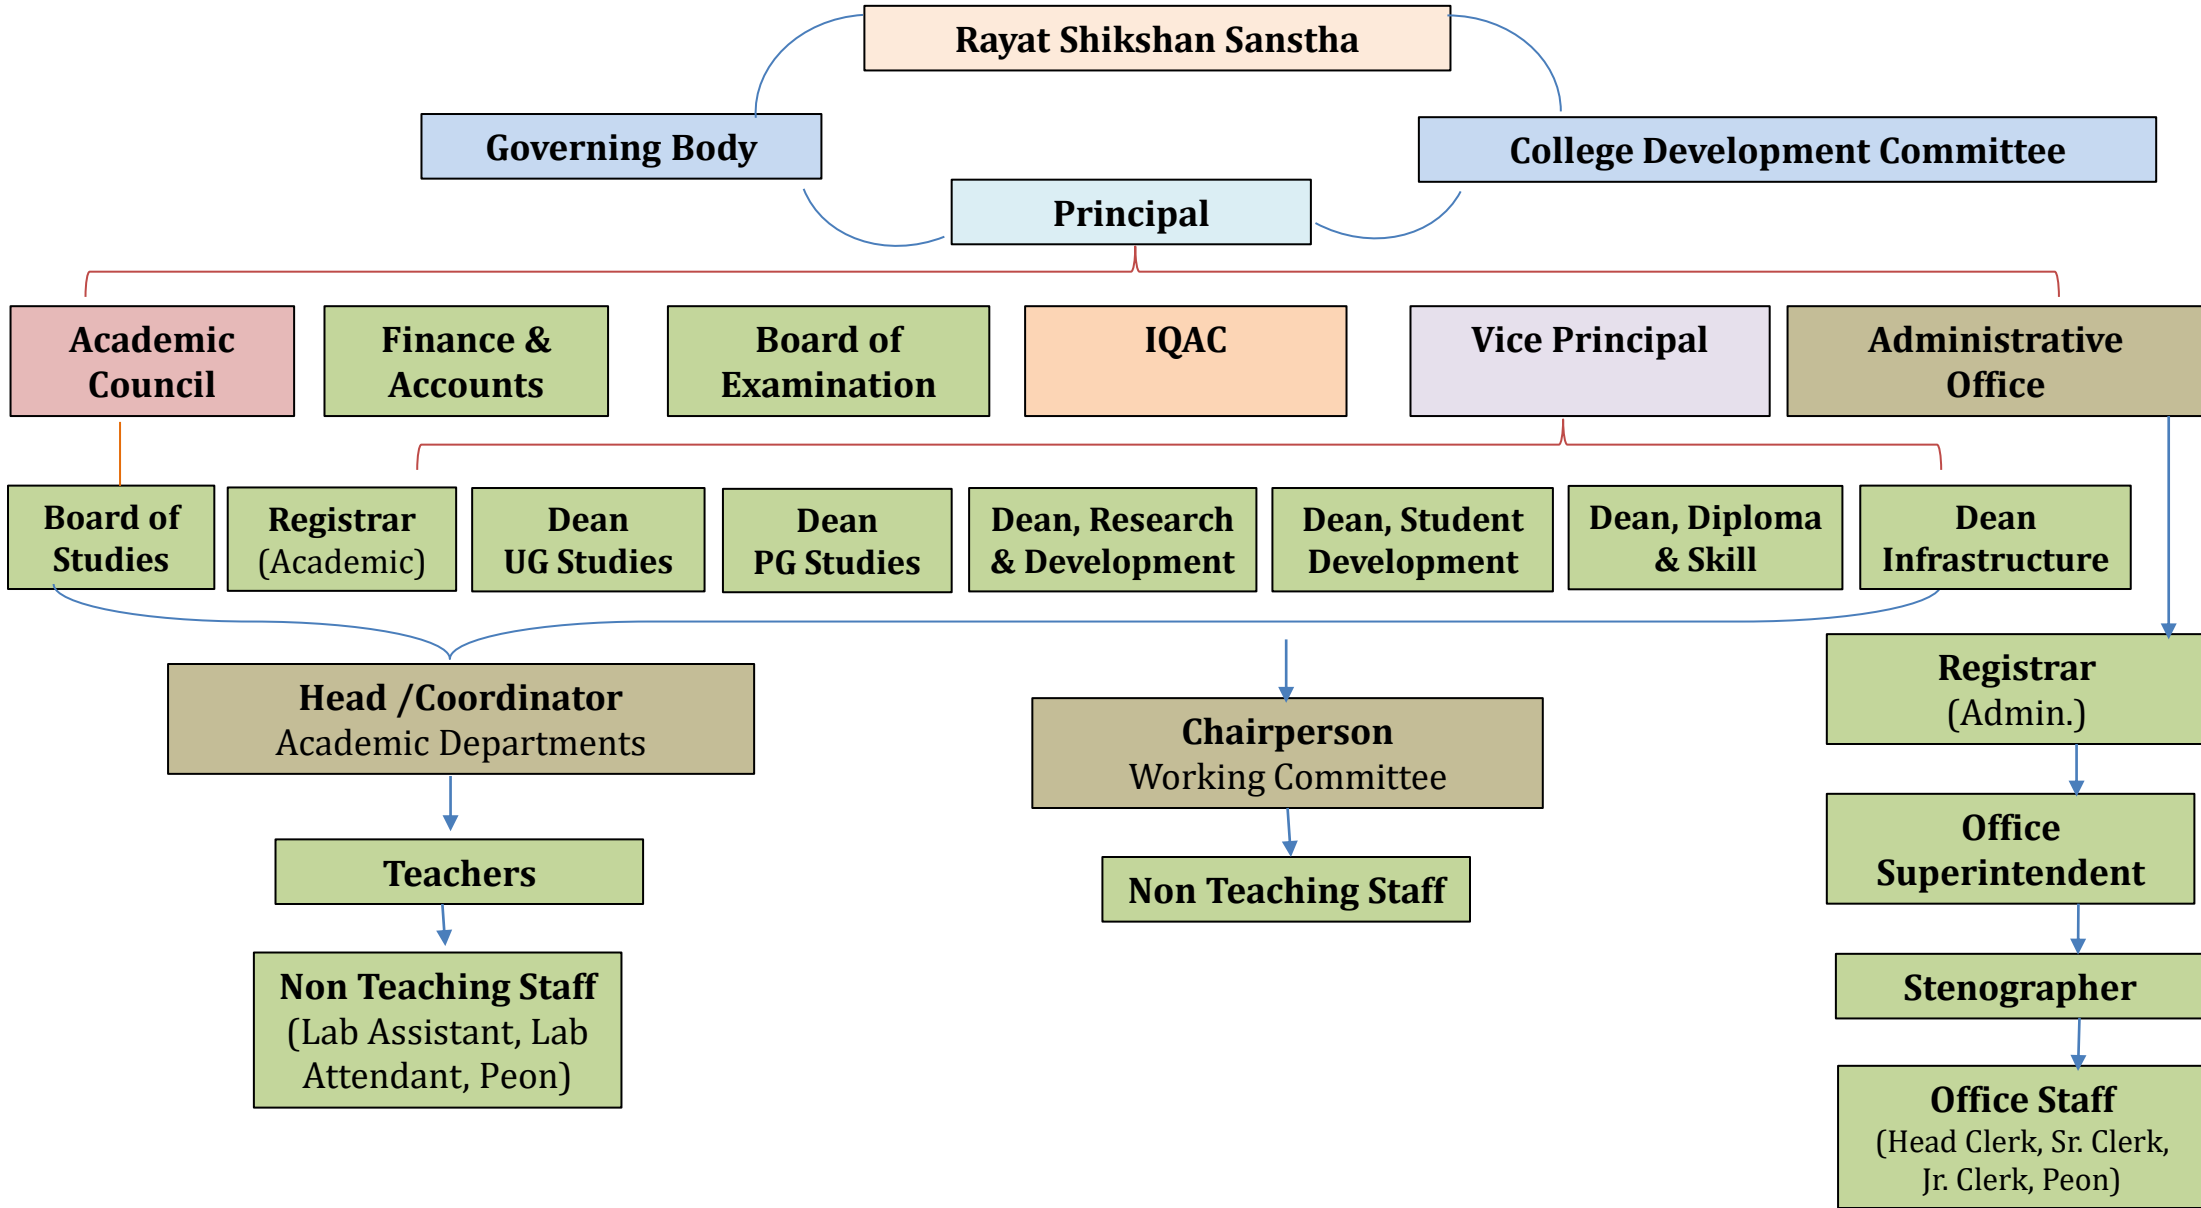 Rayat Shikshan Sanstha
Governing Body
College Development Committee
Principal
Academic
Council
Finance &
Accounts
Board of
Examination
IQAC
Vice Principal
Administrative
Office
Board of
Studies
Registrar
(Academic)
Dean
UG Studies
Dean
PG Studies
Dean, Research
& Development
Dean, Student
Development
Dean, Diploma
& Skill
Dean
Infrastructure
Head /Coordinator
Academic Departments
Chairperson
Working Committee
Registrar
(Admin.)
Teachers
Non Teaching Staff
Office
Superintendent
Non Teaching Staff
(Lab Assistant, Lab
Attendant, Peon)
Stenographer
Office Staff
(Head Clerk, Sr. Clerk,
Jr. Clerk, Peon)